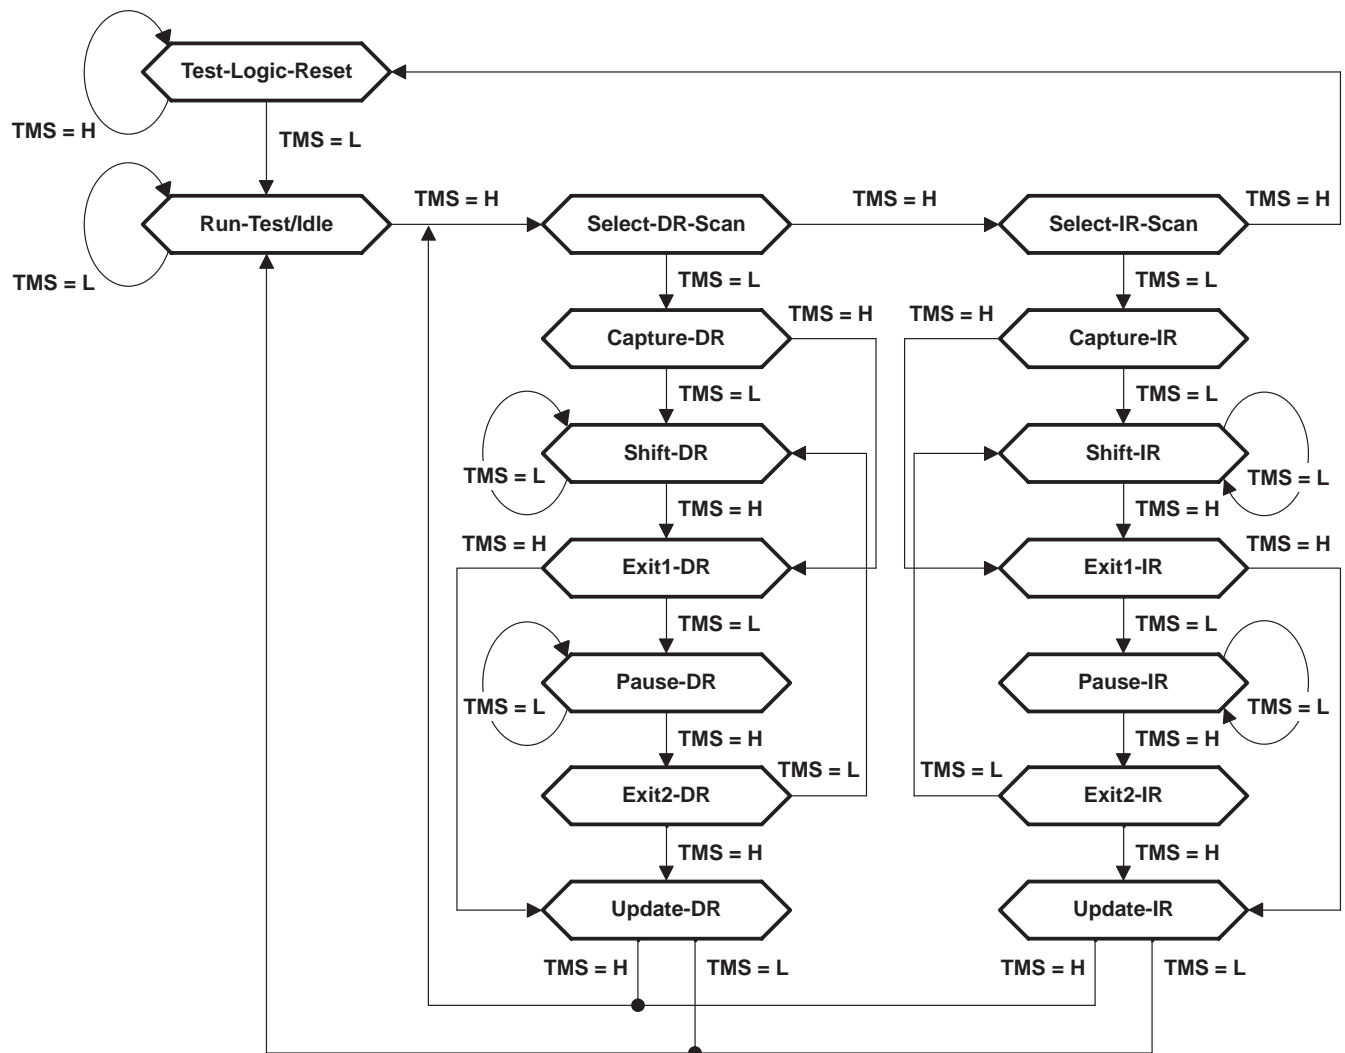 Test-Logic-Reset
TMS = H
TMS = L
TMS = H
TMS = H
TMS = H
Run-Test/Idle
Select-DR-Scan
Select-IR-Scan
TMS = L
TMS = L
TMS = L
TMS = H
TMS = H
Capture-DR
Capture-IR
TMS = L
TMS = L
Shift-DR
Shift-IR
TMS = L
TMS = L
TMS = H
TMS = H
TMS = H
TMS = H
Exit1-DR
Exit1-IR
TMS = L
TMS = L
Pause-DR
Pause-IR
TMS = L
TMS = L
TMS = H
TMS = H
TMS = L
TMS = L
Exit2-DR
Exit2-IR
TMS = H
TMS = H
Update-DR
Update-IR
TMS = H
TMS = L
TMS = H
TMS = L